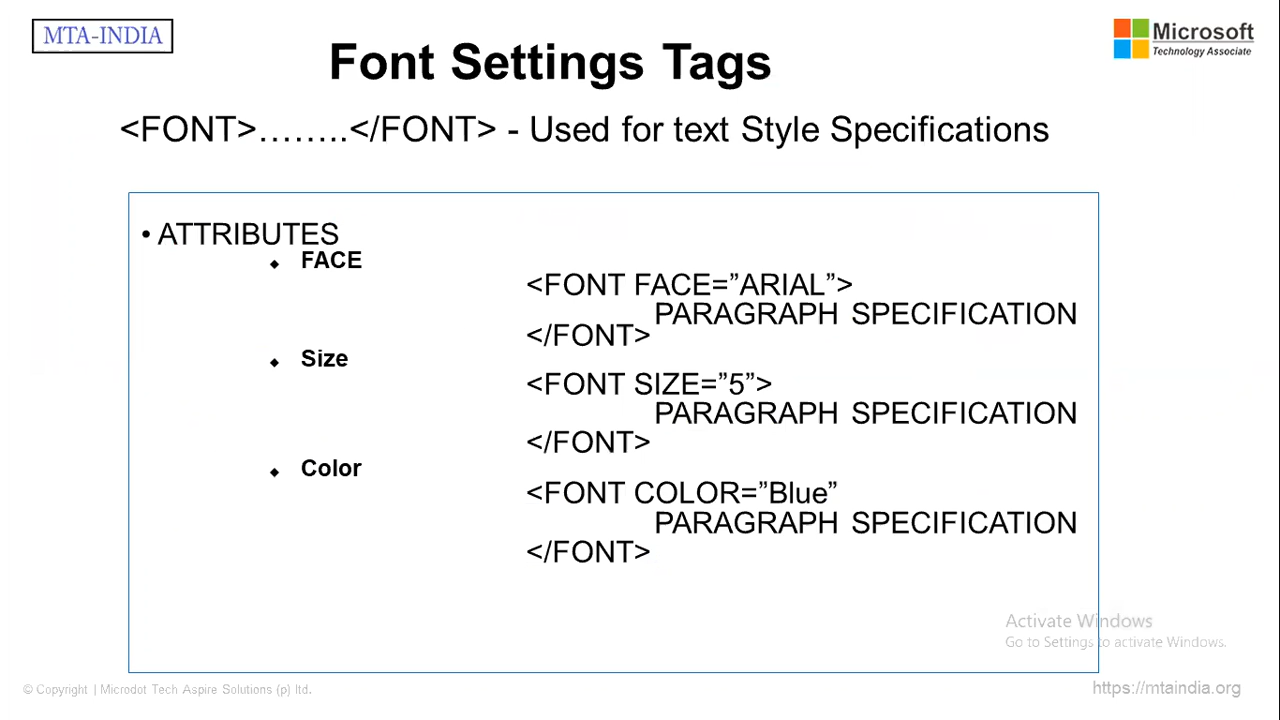 MTA-INDIA
Microsoft
Technology Associate
Font Settings Tags
<FONT>……..</FONT> - Used for text Style Specifications
• ATTRIBUTES
⬥ FACE
<FONT FACE=”ARIAL”>
PARAGRAPH SPECIFICATION
</FONT>
⬥ Size
<FONT SIZE=”5”>
PARAGRAPH SPECIFICATION
</FONT>
⬥ Color
<FONT COLOR=”Blue”
PARAGRAPH SPECIFICATION
</FONT>
Activate Windows
Go to Settings to activate Windows.
© Copyright | Microdot Tech Aspire Solutions (p) ltd.
https://mtaindia.org